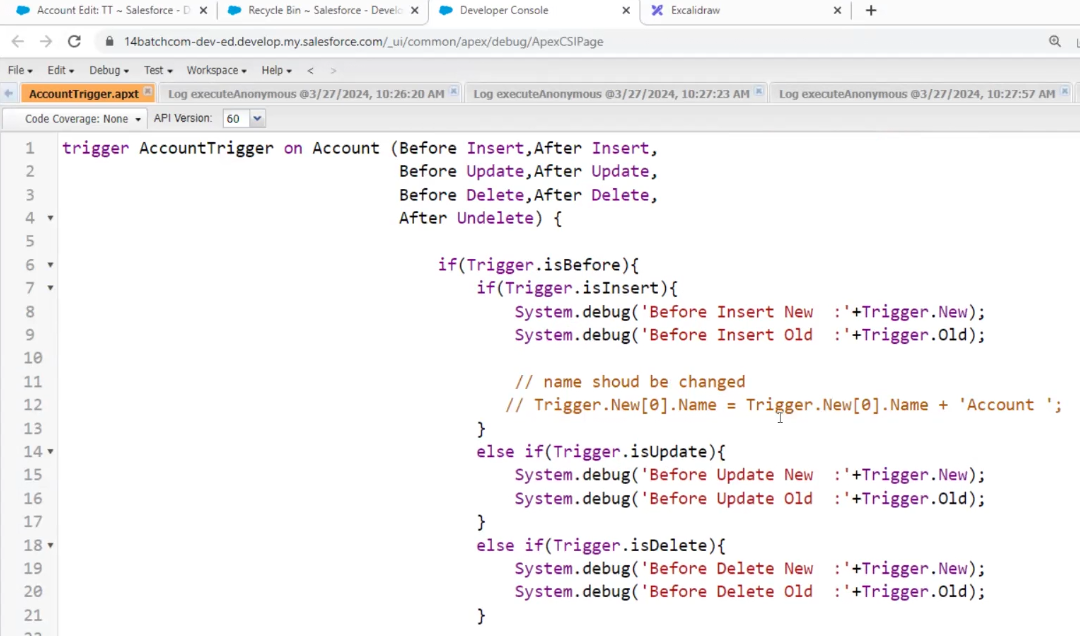 Account Edit: TT ~ Salesforce - D
Recycle Bin ~ Salesforce - Develo
Developer Console
Excalidraw
14batchcom-dev-ed.develop.my.salesforce.com/_ui/common/apex/debug/ApexCSIPage
File Edit Debug Test Workspace Help < >
AccountTrigger.apxt
Log executeAnonymous @3/27/2024, 10:26:20 AM
Log executeAnonymous @3/27/2024, 10:27:23 AM
Log executeAnonymous @3/27/2024, 10:27:57 AM
Code Coverage: None API Version: 60
1 trigger AccountTrigger on Account (Before Insert,After Insert,
2 Before Update,After Update,
3 Before Delete,After Delete,
4 After Undelete) {
5
6 if(Trigger.isBefore){
7 if(Trigger.isInsert){
8 System.debug('Before Insert New  :'+Trigger.New);
9 System.debug('Before Insert Old  :'+Trigger.Old);
10
11 // name shoud be changed
12 // Trigger.New[0].Name = Trigger.New[0].Name + 'Account ';
13 }
14 else if(Trigger.isUpdate){
15 System.debug('Before Update New  :'+Trigger.New);
16 System.debug('Before Update Old  :'+Trigger.Old);
17 }
18 else if(Trigger.isDelete){
19 System.debug('Before Delete New  :'+Trigger.New);
20 System.debug('Before Delete Old  :'+Trigger.Old);
21 }